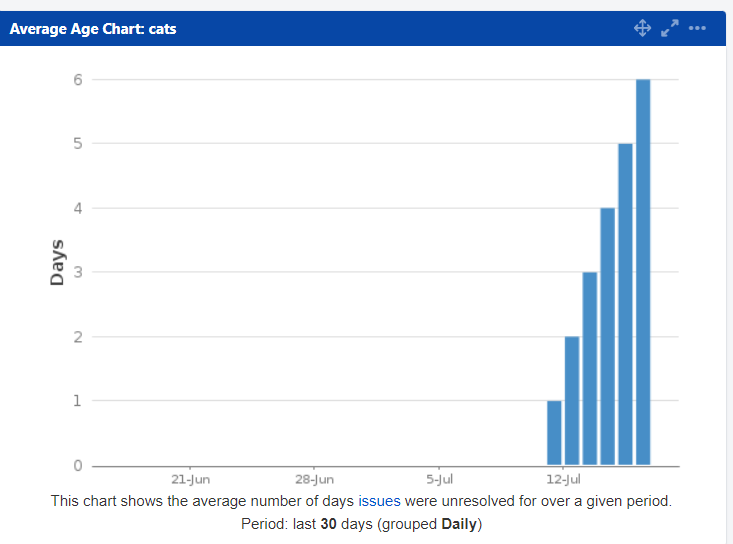 Average Age Chart: cats
6
5
4
3
2
1
0
Days
21-Jun 28-Jun 5-Jul 12-Jul
This chart shows the average number of days issues were unresolved for over a given period.
Period: last 30 days (grouped Daily)